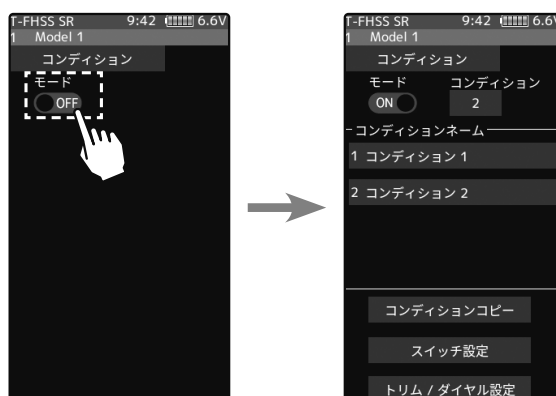 T-FHSS SR 9:42 6.6V
1 Model 1
コンディション
モード
OFF
T-FHSS SR 9:42 6.6V
1 Model 1
コンディション
モード コンディション
ON 2
コンディションネーム
1 コンディション 1
2 コンディション 2
コンディションコピー
スイッチ設定
トリム / ダイヤル設定